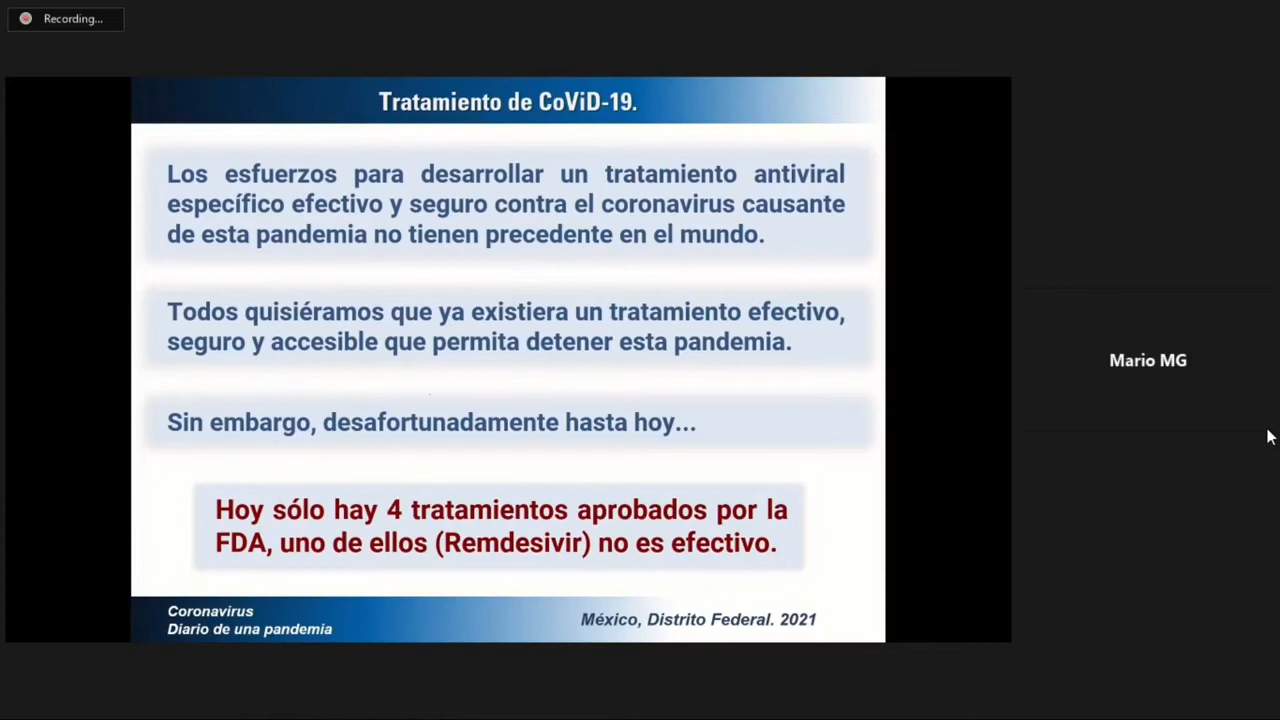 Recording...
Tratamiento de CoViD-19.
Los esfuerzos para desarrollar un tratamiento antiviral
específico efectivo y seguro contra el coronavirus causante
de esta pandemia no tienen precedente en el mundo.
Todos quisiéramos que ya existiera un tratamiento efectivo,
seguro y accesible que permita detener esta pandemia.
Sin embargo, desafortunadamente hasta hoy...
Hoy sólo hay 4 tratamientos aprobados por la
FDA, uno de ellos (Remdesivir) no es efectivo.
Mario MG
Coronavirus
Diario de una pandemia
México, Distrito Federal. 2021